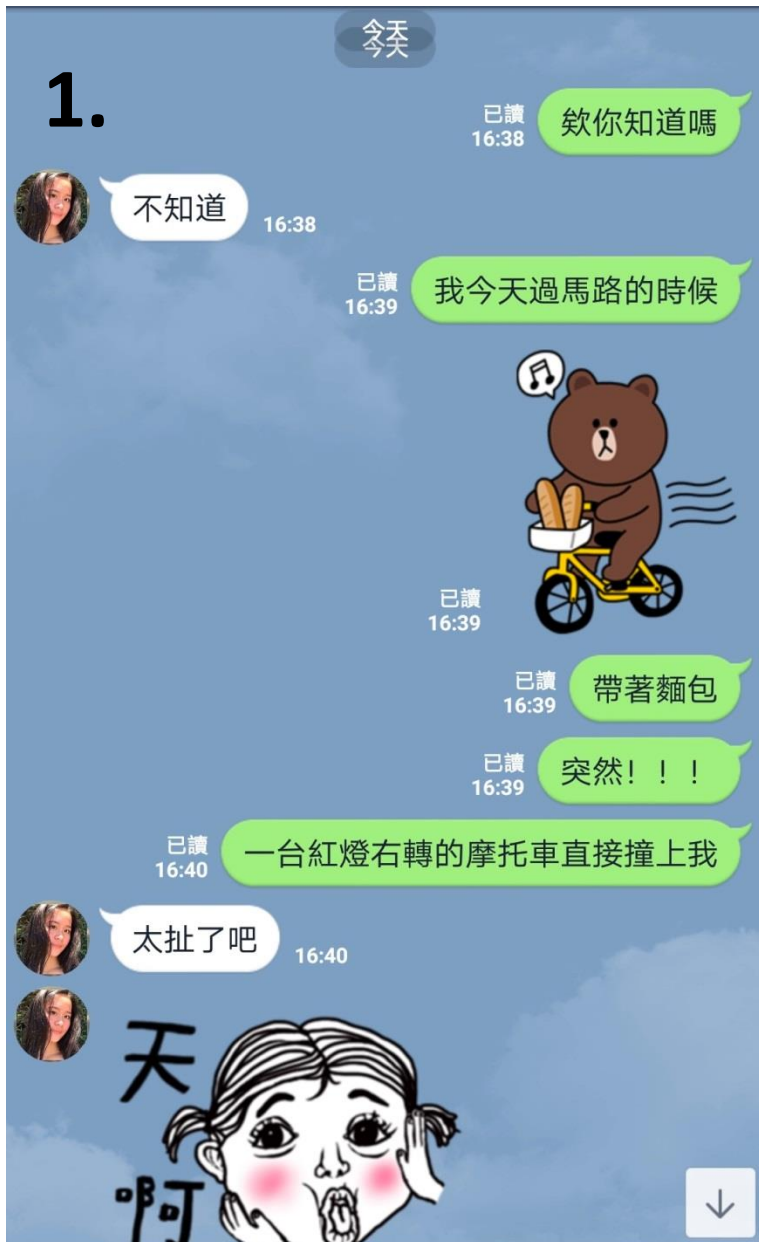 今天
今天
1.
欸你知道嗎
已讀
16:38
不知道
16:38
我今天過馬路的時候
已讀
16:39
已讀
16:39
帶著麵包
已讀
16:39
突然！！！
已讀
16:39
一台紅燈右轉的摩托車直接撞上我
已讀
16:40
太扯了吧
16:40
天
啊